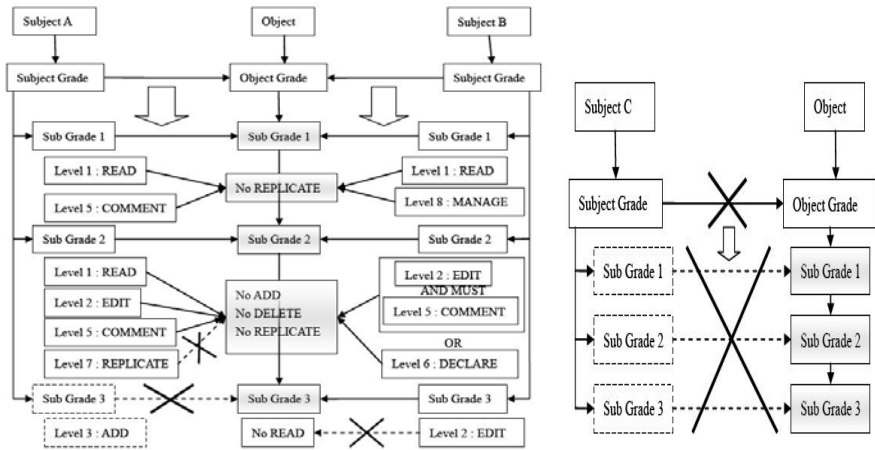 Subject A
Object
Subject B
Subject Grade
Object Grade
Subject Grade
Sub Grade 1
Sub Grade 1
Sub Grade 1
Level 1 : READ
Level 5 : COMMENT
No REPLICATE
Level 1 : READ
Level 8 : MANAGE
Sub Grade 2
Sub Grade 2
Sub Grade 2
Level 1 : READ
Level 2 : EDIT
Level 5 : COMMENT
Level 7 : REPLICATE
No ADD
No DELETE
No REPLICATE
Level 2 : EDIT
AND MUST
Level 5 : COMMENT
OR
Level 6 : DECLARE
Sub Grade 3
Sub Grade 3
Sub Grade 3
Level 3 : ADD
No READ
Level 2 : EDIT
Subject C
Object
Subject Grade
Object Grade
Sub Grade 1
Sub Grade 1
Sub Grade 2
Sub Grade 2
Sub Grade 3
Sub Grade 3